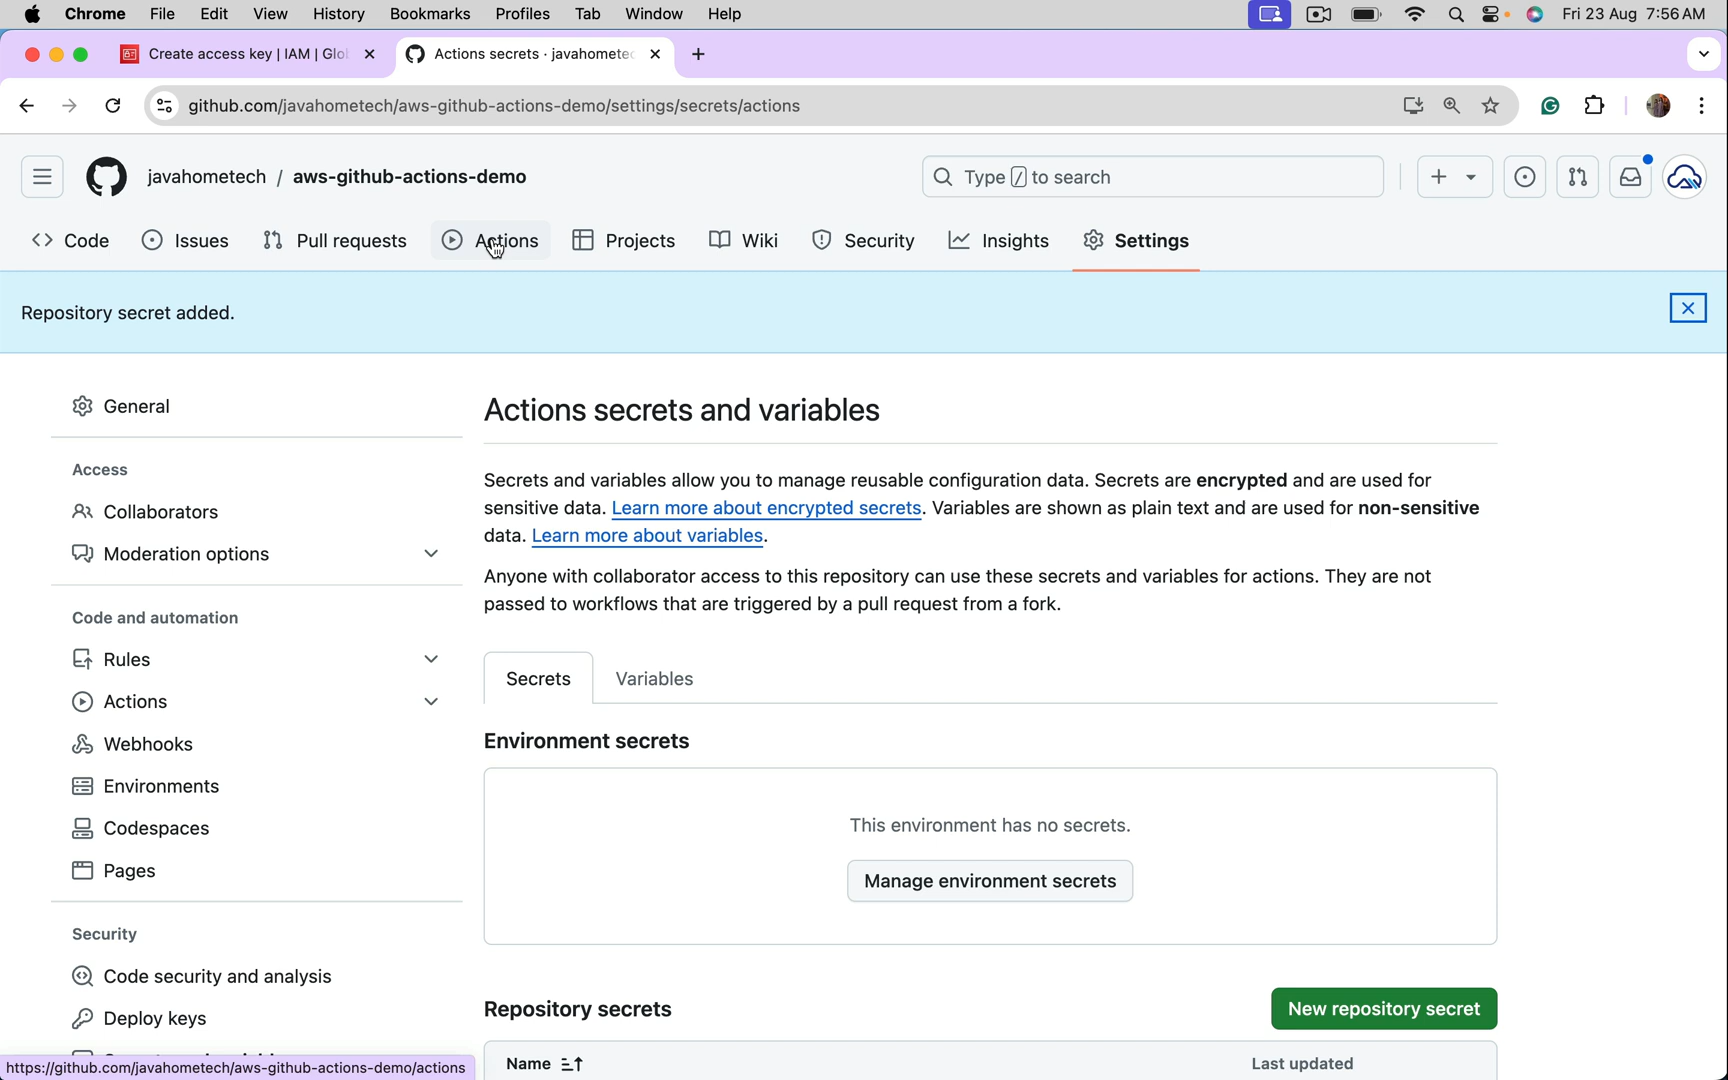 Chrome File Edit View History Bookmarks Profiles Tab Window Help Fri 23 Aug 7:56 AM
Create access key | IAM | Glo Actions secrets · javahometec
github.com/javahometech/aws-github-actions-demo/settings/secrets/actions
javahometech / aws-github-actions-demo Type / to search
Code Issues Pull requests Actions Projects Wiki Security Insights Settings
Repository secret added.
General
Access
Collaborators
Moderation options
Code and automation
Rules
Actions
Webhooks
Environments
Codespaces
Pages
Security
Code security and analysis
Deploy keys
https://github.com/javahometech/aws-github-actions-demo/actions
Actions secrets and variables
Secrets and variables allow you to manage reusable configuration data. Secrets are encrypted and are used for
sensitive data. Learn more about encrypted secrets. Variables are shown as plain text and are used for non-sensitive
data. Learn more about variables.
Anyone with collaborator access to this repository can use these secrets and variables for actions. They are not
passed to workflows that are triggered by a pull request from a fork.
Secrets Variables
Environment secrets
This environment has no secrets.
Manage environment secrets
Repository secrets New repository secret
Name Last updated